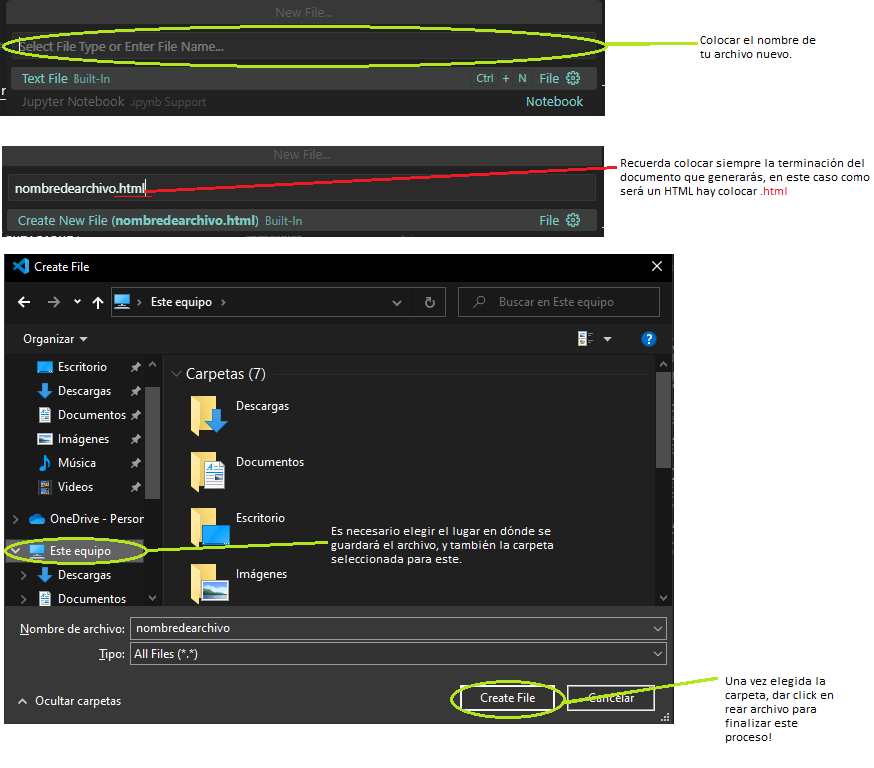 New File...
Select File Type or Enter File Name...
Colocar el nombre de
tu archivo nuevo.
Text File Built-In Ctrl + N File
Jupyter Notebook .ipynb Support Notebook
r
New File...
Recuerda colocar siempre la terminación del
documento que generarás, en este caso como
será un HTML hay colocar .html
nombredearchivo.html
Create New File (nombredearchivo.html) Built-In File
Create File
Este equipo
Buscar en Este equipo
Organizar
?
Escritorio
Descargas
Documentos
Imágenes
Música
Videos
OneDrive - Person
Este equipo
Descargas
Documentos
Carpetas (7)
Descargas
Documentos
Escritorio
Imágenes
Es necesario elegir el lugar en dónde se
guardará el archivo, y también la carpeta
seleccionada para este.
Nombre de archivo: nombredearchivo
Tipo: All Files (*.*)
Ocultar carpetas
Create File
Cancelar
Una vez elegida la
carpeta, dar click en
rear archivo para
finalizar este
proceso!